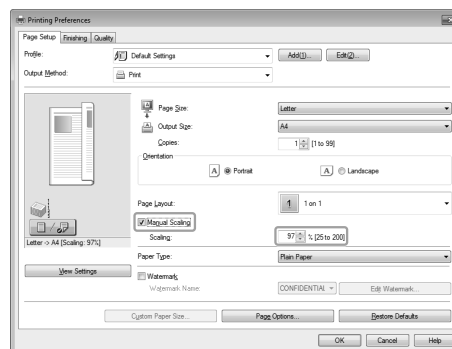 Printing Preferences
Page Setup Finishing Quality
Profile: Default Settings Add(1)... Edit(2)...
Output Method: Print
Page Size: Letter
Output Size: A4
Copies: 1 [1 to 99]
Orientation
A Portrait A Landscape
Page Layout: 1 1 on 1
Manual Scaling
Scaling: 97 % [25 to 200]
Letter -> A4 [Scaling: 97%]
Paper Type: Plain Paper
View Settings
Watermark
Watermark Name: CONFIDENTIAL Edit Watermark...
Custom Paper Size... Page Options... Restore Defaults
OK Cancel Help